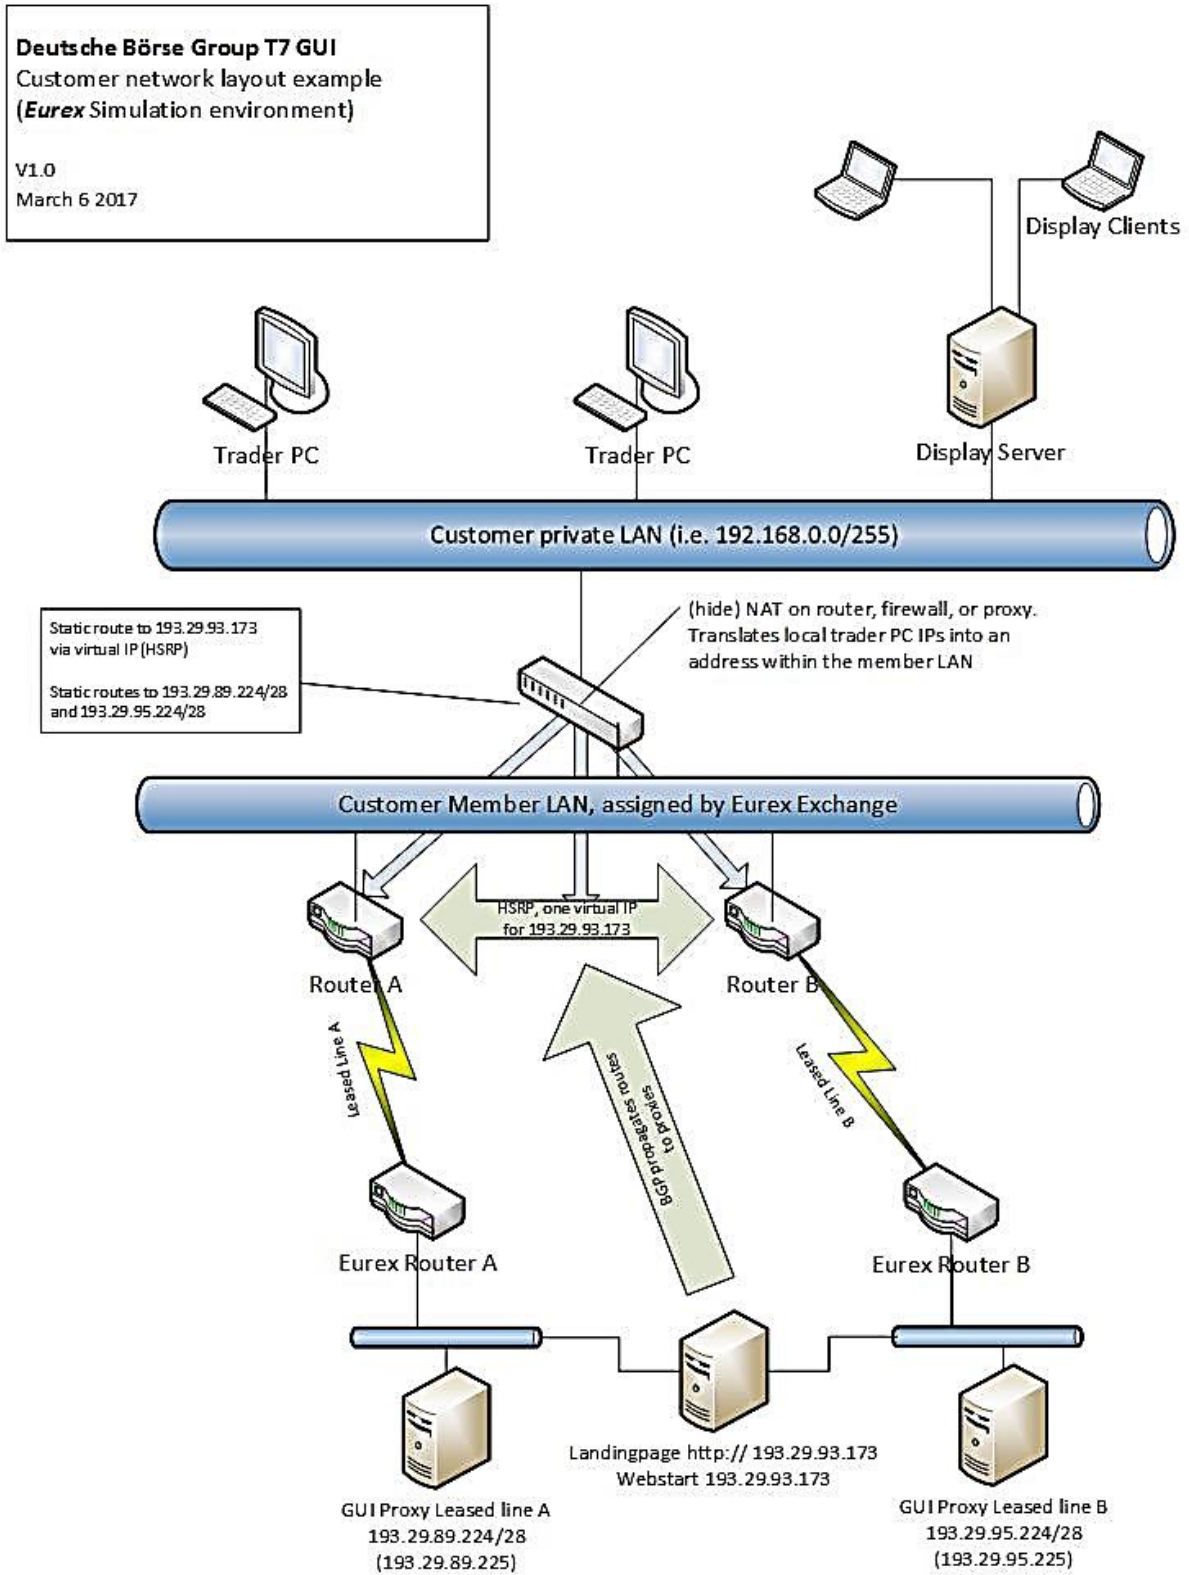 Deutsche Börse Group T7 GUI
Customer network layout example
(Eurex Simulation environment)
V1.0
March 6 2017
Display Clients
Trader PC
Trader PC
Display Server
Customer private LAN (i.e. 192.168.0.0/255)
Static route to 193.29.93.173
via virtual IP (HSRP)
Static routes to 193.29.89.224/28
and 193.29.95.224/28
(hide) NAT on router, firewall, or proxy.
Translates local trader PC IPs into an
address within the member LAN
Customer Member LAN, assigned by Eurex Exchange
HSRP, one virtual IP
for 193.29.93.173
Router A
Router B
Leased Line A
Leased Line B
BGP propagates routes
to proxies
Eurex Router A
Eurex Router B
Landingpage http:// 193.29.93.173
Webstart 193.29.93.173
GUI Proxy Leased line A
193.29.89.224/28
(193.29.89.225)
GUI Proxy Leased line B
193.29.95.224/28
(193.29.95.225)